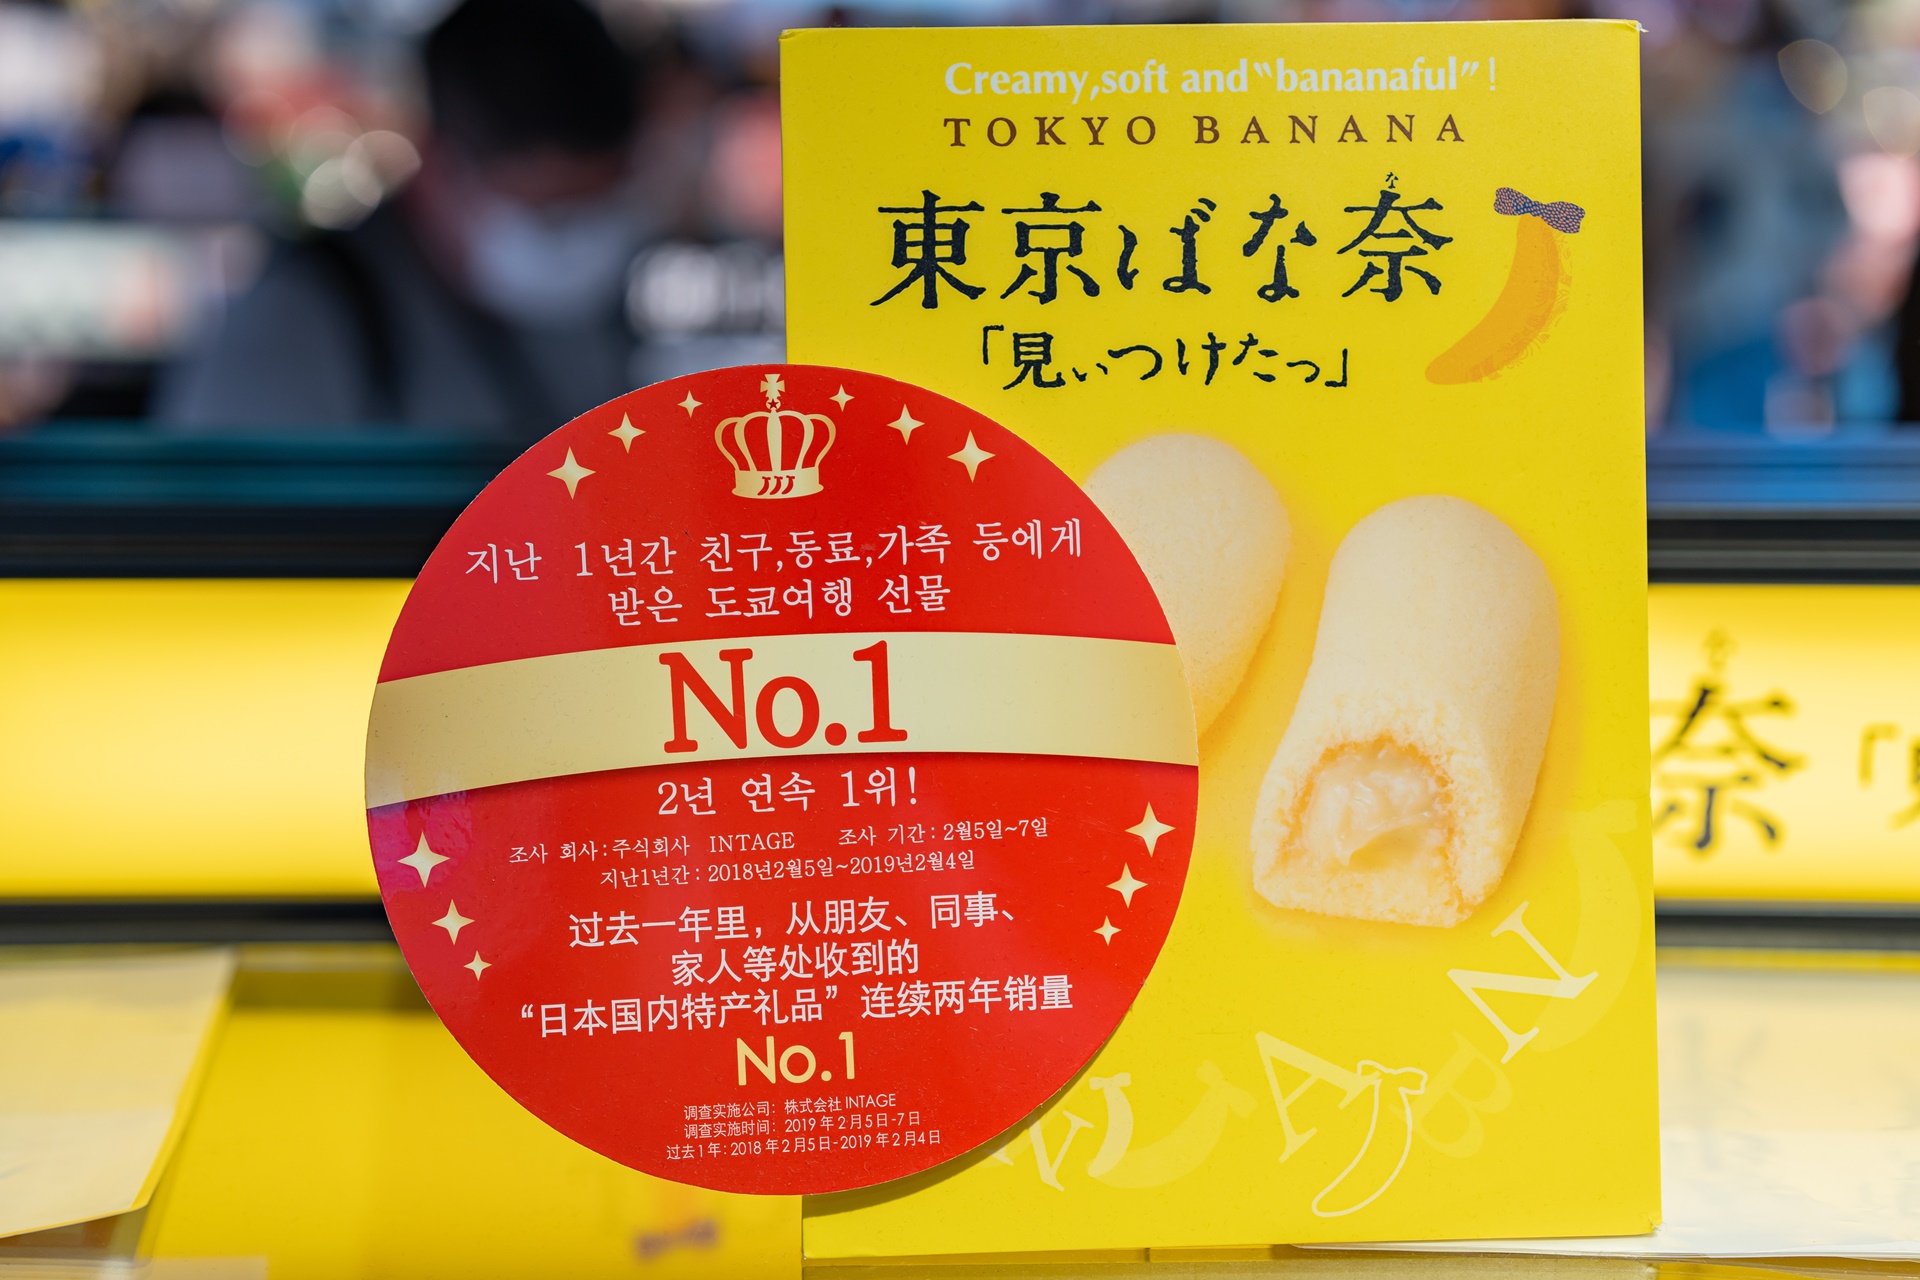 Creamy,soft and“bananaful”!
TOKYO BANANA
な
東京ばな奈
「見ぃつけたっ」
지난 1년간 친구,동료,가족 등에게
받은 도쿄여행 선물
No.1
2년 연속 1위!
조사 회사:주식회사 INTAGE 조사 기간:2월5일~7일
지난1년간:2018년2월5일~2019년2월4일
过去一年里，从朋友、同事、
家人等处收到的
“日本国内特产礼品”连续两年销量
No.1
调查实施公司：株式会社 INTAGE
调查实施时间：2019年2月5日-7日
过去1年：2018年2月5日-2019年2月4日
奈